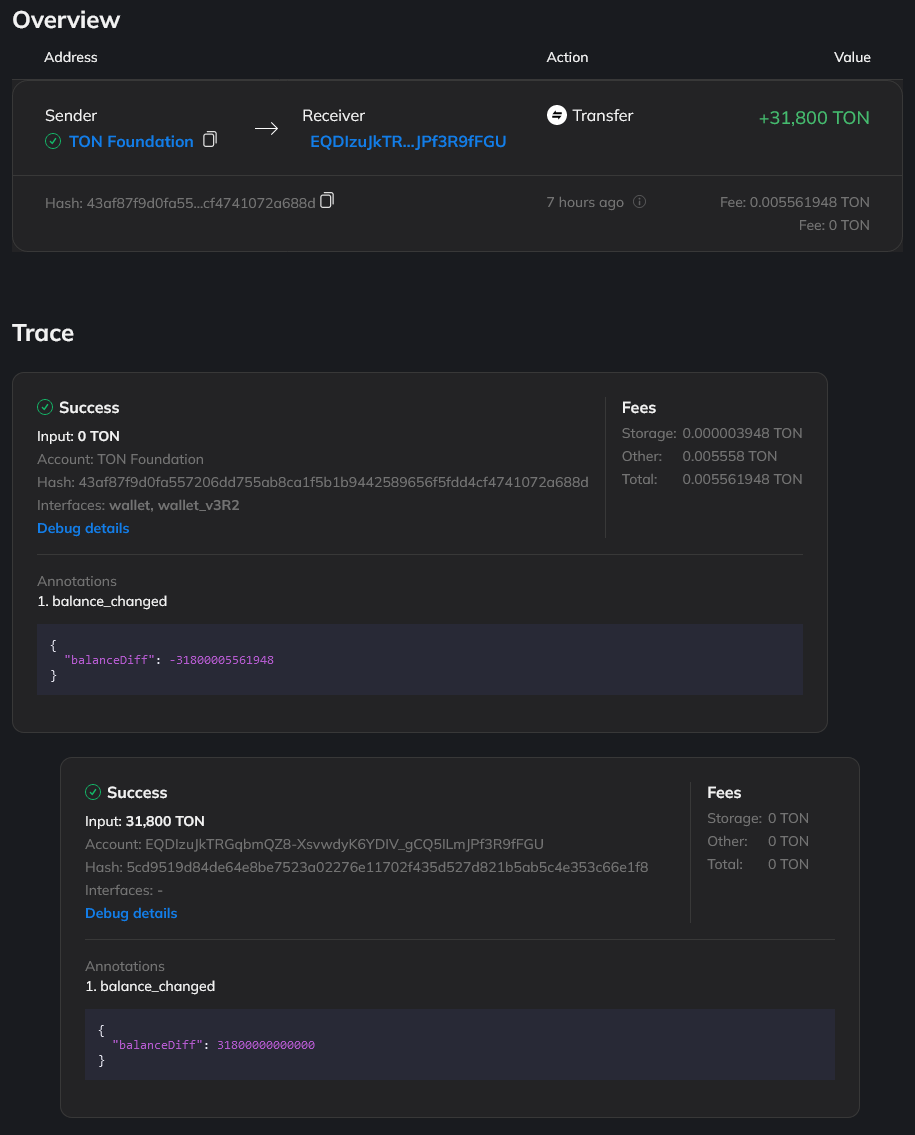 Overview
Address Action Value
Sender Receiver Transfer +31,800 TON
TON Foundation EQDIzuJkTR...JPf3R9fFGU
Hash: 43af87f9d0fa55...cf4741072a688d 7 hours ago Fee: 0.005561948 TON
Fee: 0 TON
Trace
Success
Input: 0 TON
Account: TON Foundation
Hash: 43af87f9d0fa557206dd755ab8ca1f5b1b9442589656f5fdd4cf4741072a688d
Interfaces: wallet, wallet_v3R2
Debug details
Fees
Storage: 0.000003948 TON
Other: 0.005558 TON
Total: 0.005561948 TON
Annotations
1. balance_changed
{
"balanceDiff": -31800005561948
}
Success
Input: 31,800 TON
Account: EQDIzuJkTRGqbmQZ8-XsvwdyK6YDIV_gCQ5ILmJPf3R9fFGU
Hash: 5cd9519d84de64e8be7523a02276e11702f435d527d821b5ab5c4e353c66e1f8
Interfaces: -
Debug details
Fees
Storage: 0 TON
Other: 0 TON
Total: 0 TON
Annotations
1. balance_changed
{
"balanceDiff": 31800000000000
}